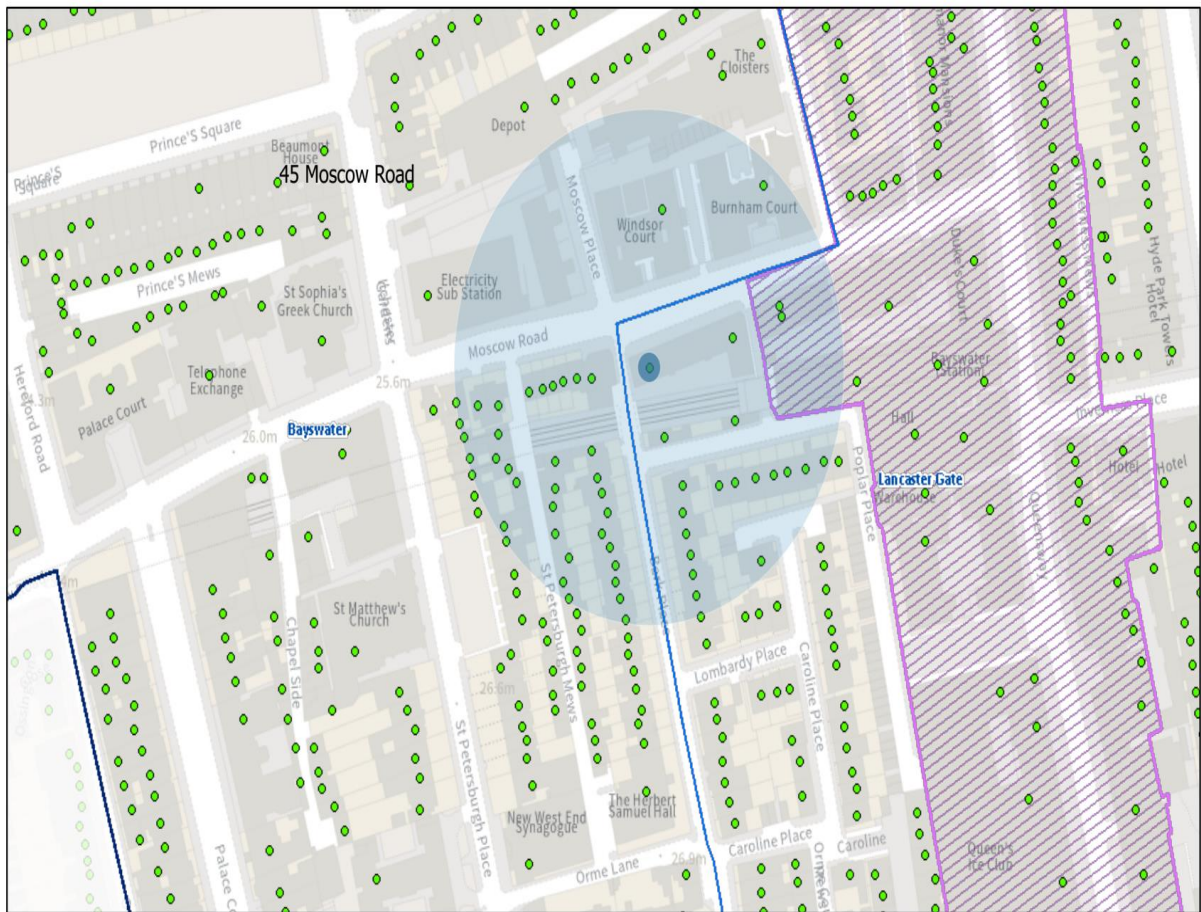 The
Cloisters
Depot
Prince'S Square
Beaumont
House
45 Moscow Road
Prince'S
Square
Moscow Place
Windsor
Court
Burnham Court
Prince'S Mews
St Sophia's
Greek Church
Electricity
Sub Station
Moscow Road
Duke's Court
Hyde Park Towers
Hotel
Bayswater
(Station)
Telephone
Exchange
25.6m
Hereford Road
Palace Court
26.0m
Bayswater
Hall
Inverness Place
Hotel
Hotel
Lancaster Gate
Warehouse
Poplar Place
Queensway
St Petersburgh Mews
St Matthew's
Church
Chapel Side
Lombardy Place
Caroline Place
26.6m
St Petersburgh Place
New West End
Synagogue
The Herbert
Samuel Hall
Caroline Place
Caroline
Orme Lane
26.9m
Palace Co
Queen's
Ice Club